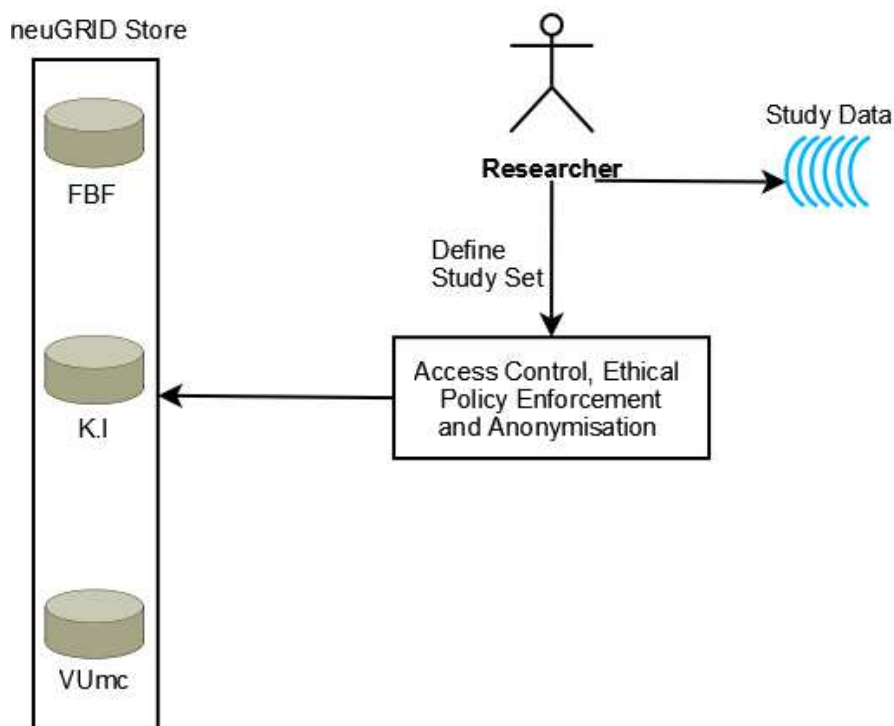 neuGRID Store
FBF
K.I
VUmc
Researcher
Study Data
Define
Study Set
Access Control, Ethical
Policy Enforcement
and Anonymisation